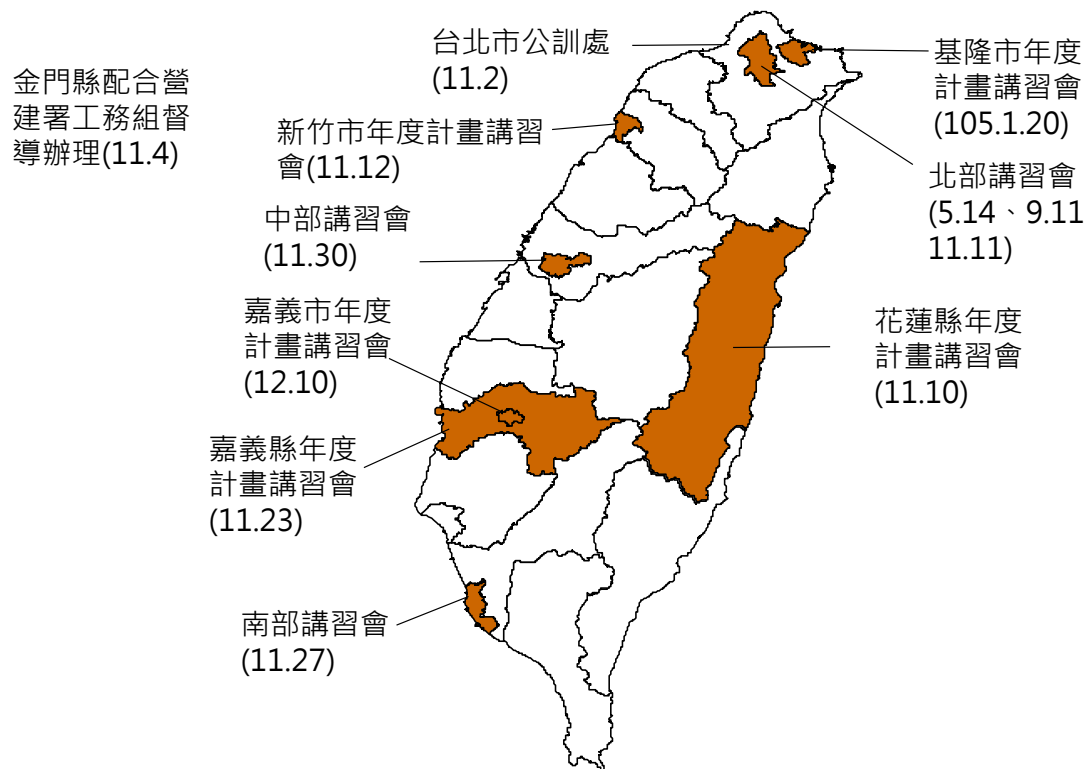 金門縣配合營
建署工務組督
導辦理(11.4)
台北市公訓處
(11.2)
基隆市年度
計畫講習會
(105.1.20)
新竹市年度計畫講習
會(11.12)
北部講習會
(5.14、9.11
11.11)
中部講習會
(11.30)
嘉義市年度
計畫講習會
(12.10)
花蓮縣年度
計畫講習會
(11.10)
嘉義縣年度
計畫講習會
(11.23)
南部講習會
(11.27)